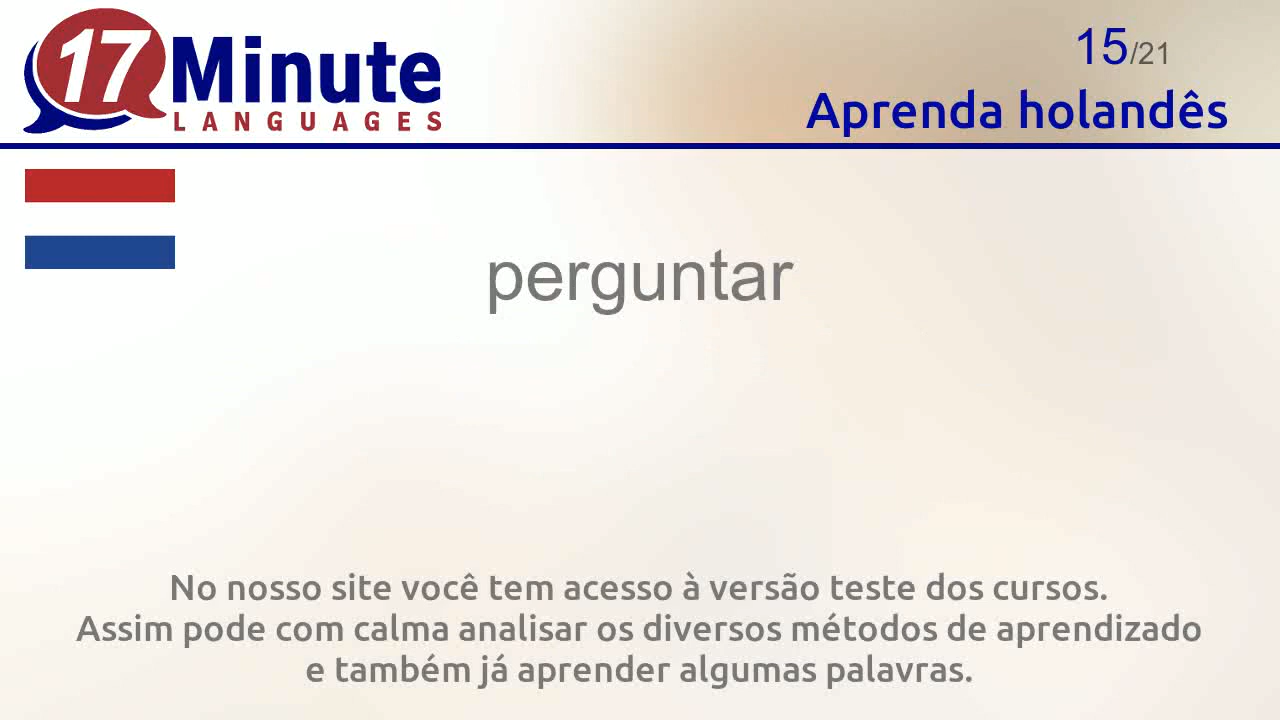 17 Minute
LANGUAGES
15/21
Aprenda holandês
perguntar
No nosso site você tem acesso à versão teste dos cursos.
Assim pode com calma analisar os diversos métodos de aprendizado
e também já aprender algumas palavras.